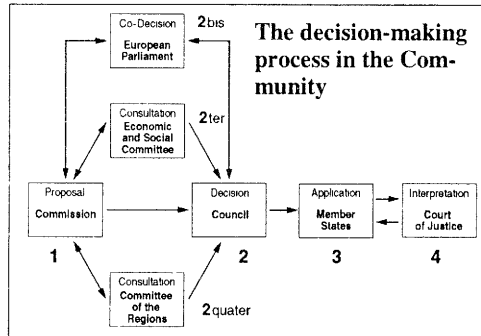 Co-Decision
European
Parliament
2bis
The decision-making
process in the Com-
munity
Consultation
Economic
and Social
Committee
2ter
Proposal
Commission
1
Decision
Council
2
Application
Member
States
3
Interpretation
Court
of Justice
4
Consultation
Committee
of the
Regions
2quater